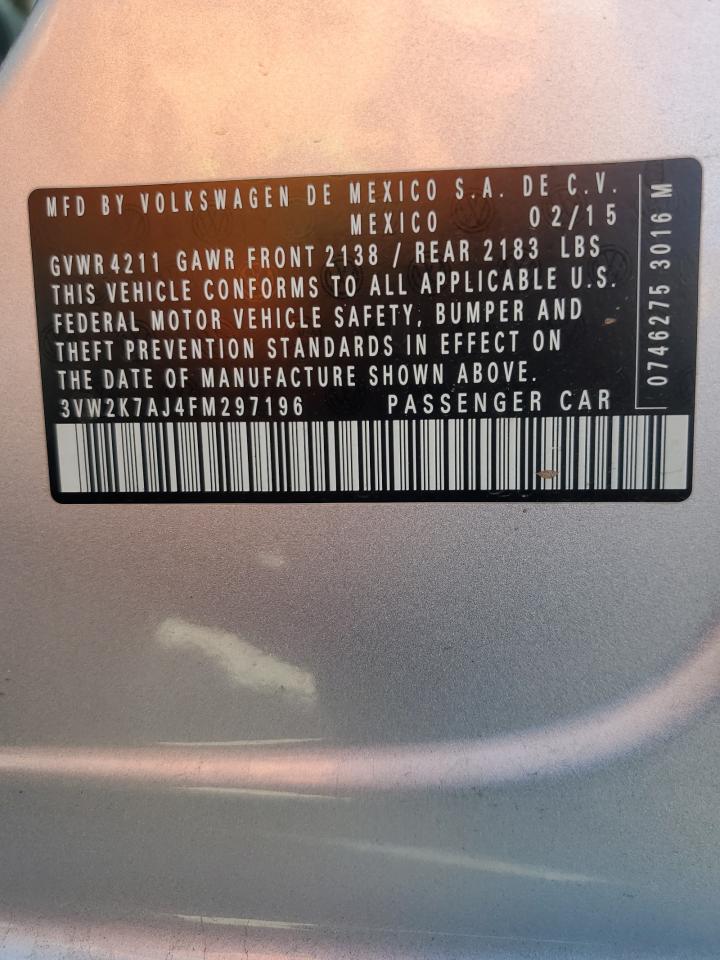 MFD BY VOLKSWAGEN DE MEXICO S.A. DE C.V.
MEXICO 02/15
GVWR 4211 GAWR FRONT 2138 / REAR 2183 LBS
THIS VEHICLE CONFORMS TO ALL APPLICABLE U.S.
FEDERAL MOTOR VEHICLE SAFETY, BUMPER AND
THEFT PREVENTION STANDARDS IN EFFECT ON
THE DATE OF MANUFACTURE SHOWN ABOVE.
3VW2K7AJ4FM297196 PASSENGER CAR
0746275 3016 M